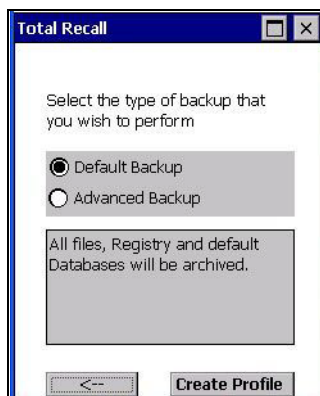 Total Recall
Select the type of backup that
you wish to perform
Default Backup
Advanced Backup
All files, Registry and default
Databases will be archived.
<--
Create Profile